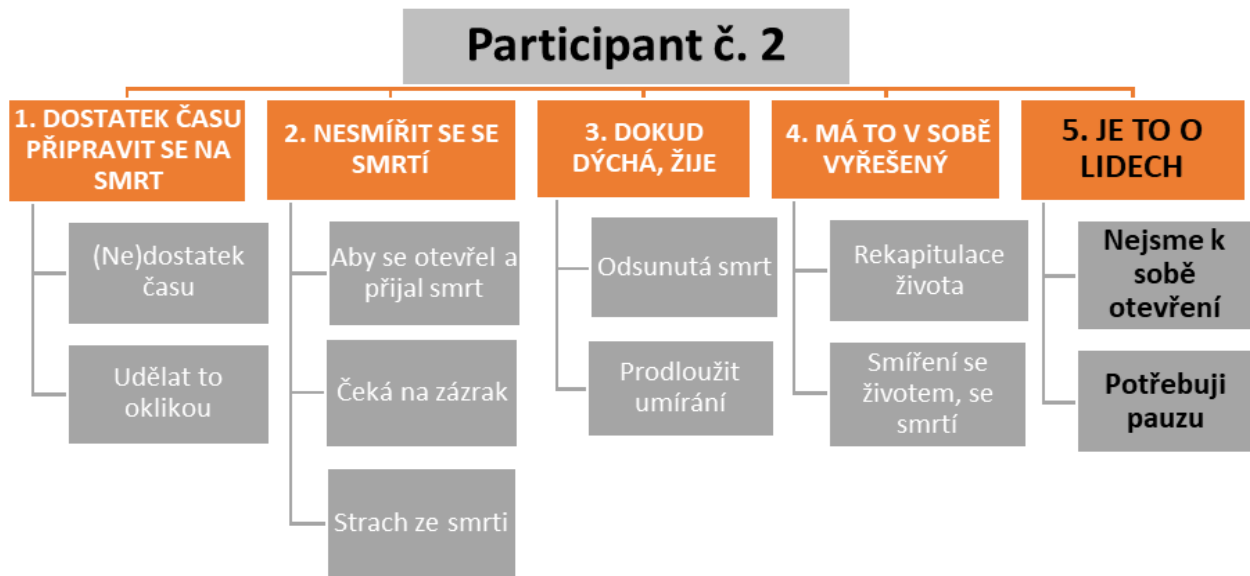 Participant č. 2
1. DOSTATEK ČASU
PŘIPRAVIT SE NA
SMRT
(Ne)dostatek
času
Udělat to
oklikou
2. NESMÍŘIT SE SE
SMRTÍ
Aby se otevřel a
přijal smrt
Čeká na zázrak
Strach ze smrti
3. DOKUD
DÝCHÁ, ŽIJE
Odsunutá smrt
Prodloužit
umírání
4. MÁ TO V SOBĚ
VYŘEŠENÝ
Rekapitulace
života
Smíření se
životem, se
smrtí
5. JE TO O
LIDECH
Nejsme k
sobě
otevření
Potřebuji
pauzu